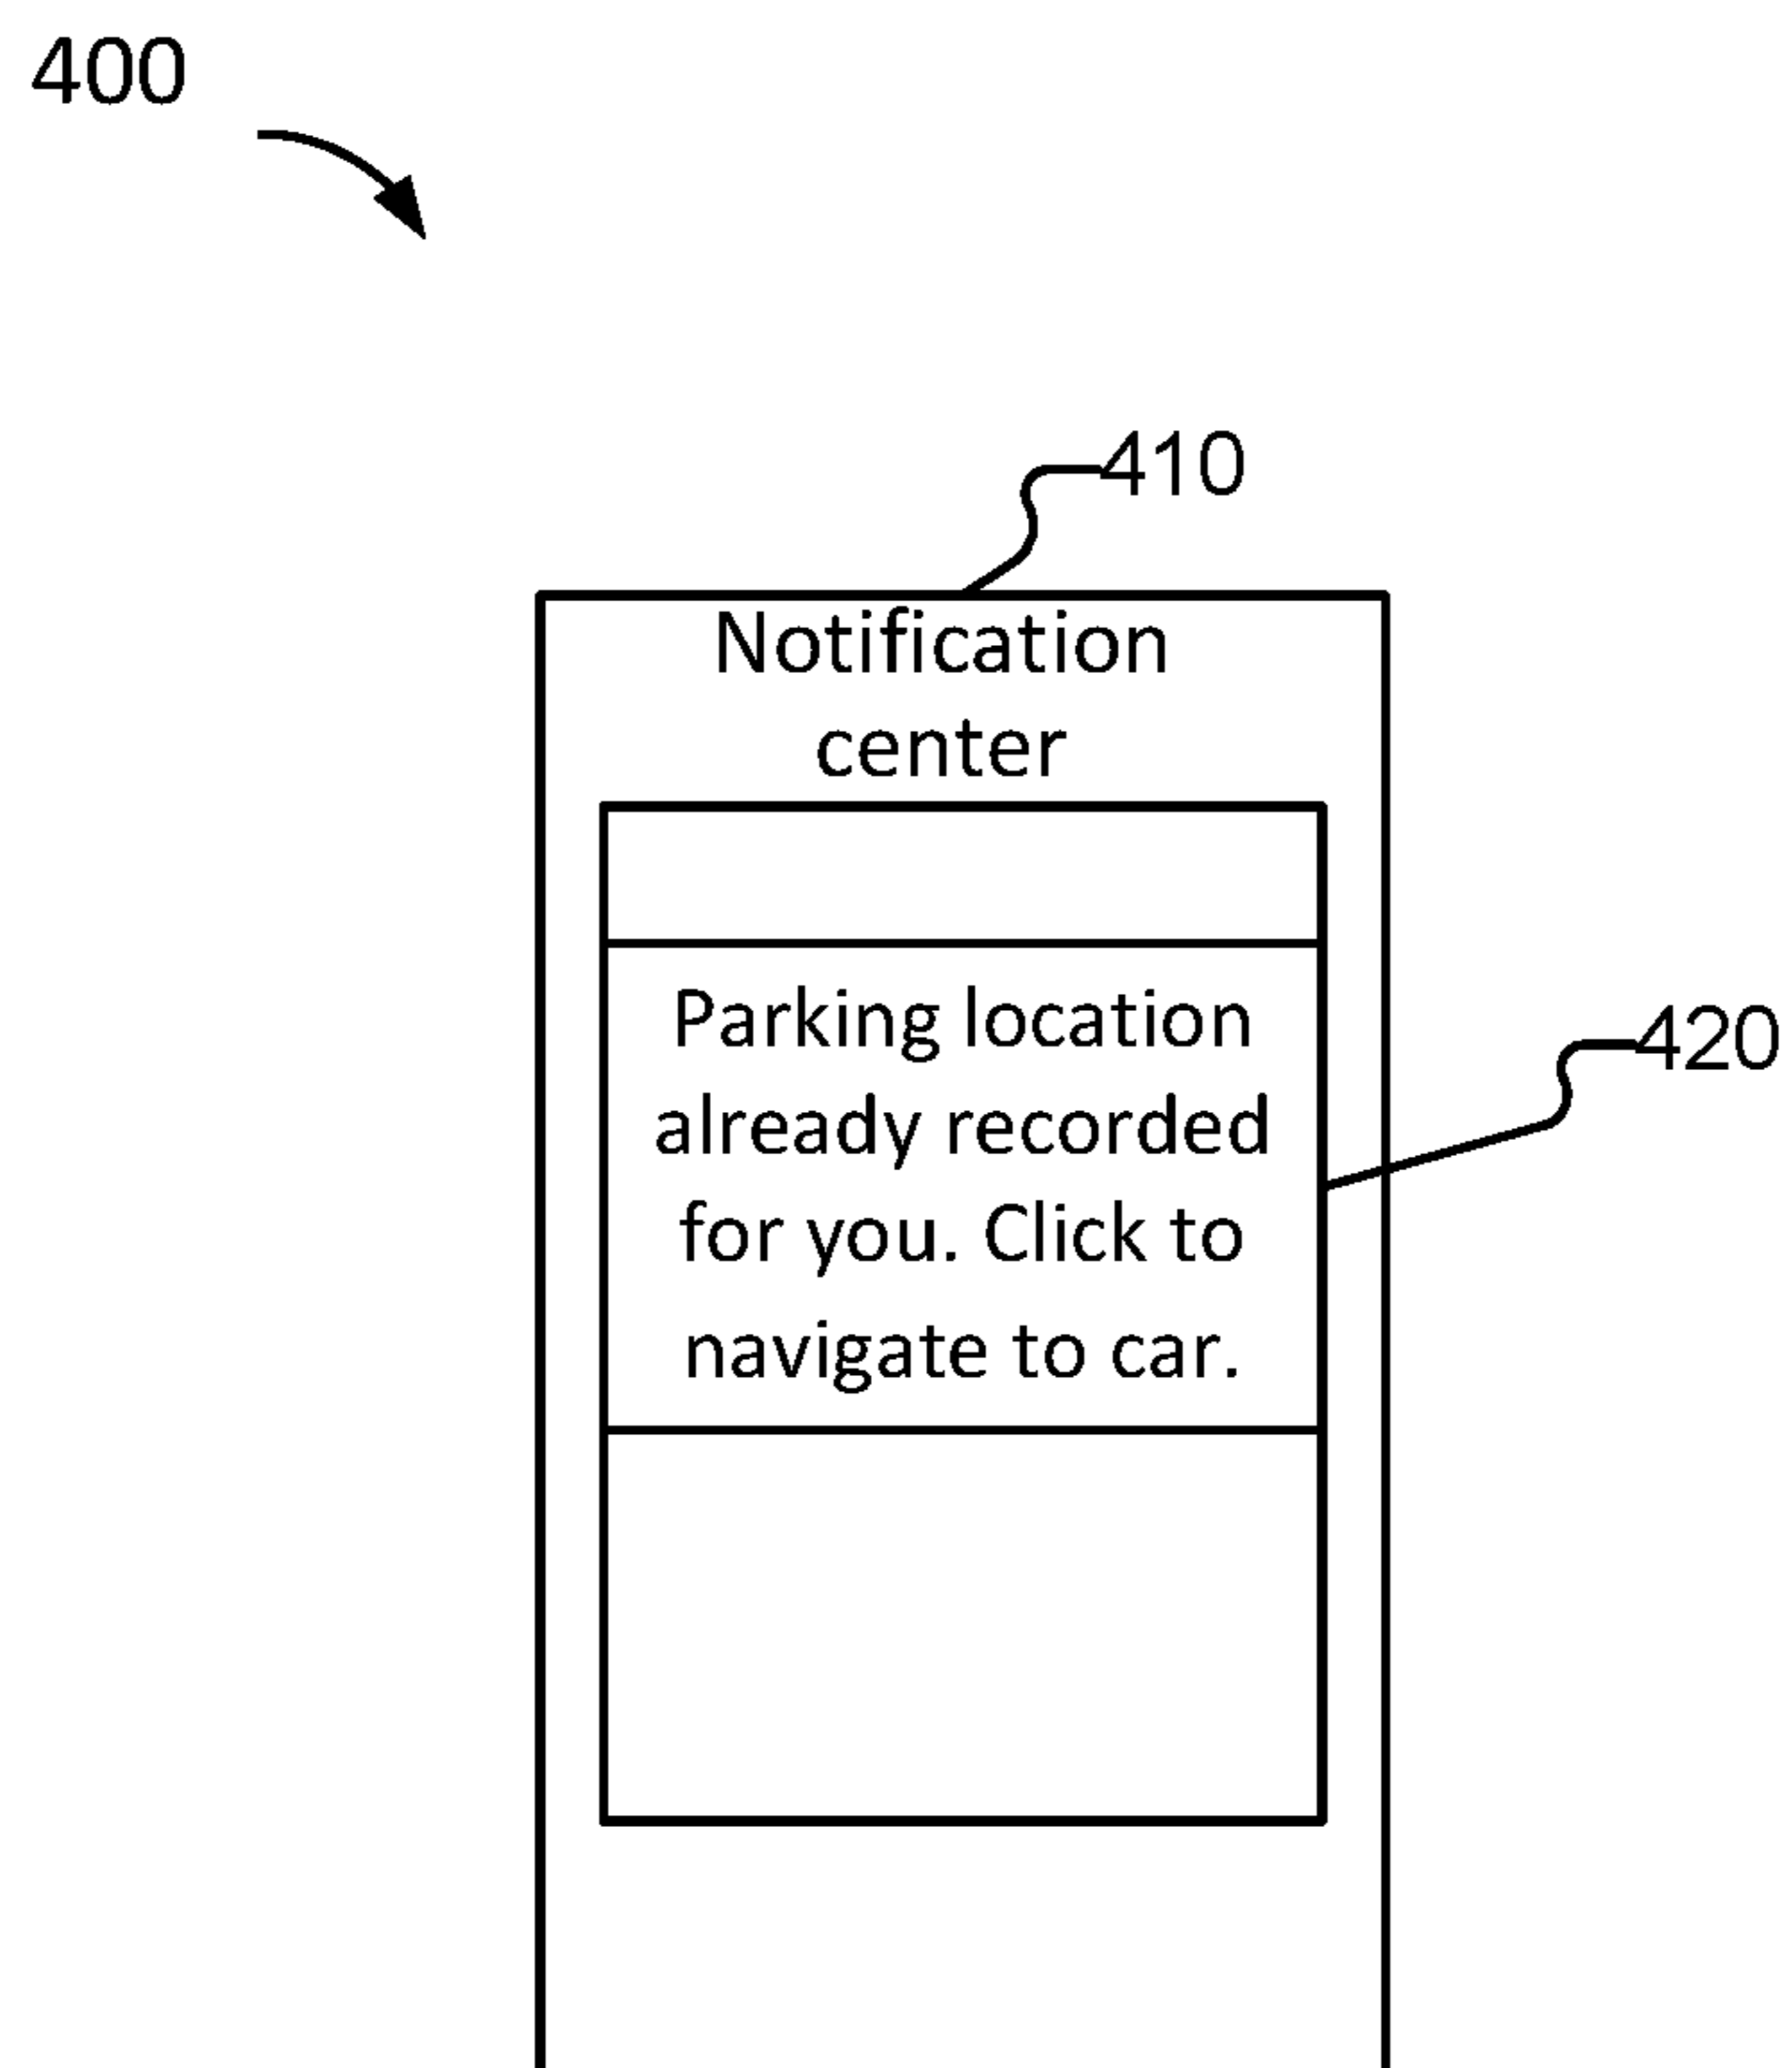 400
410
Notification
center
Parking location
already recorded
for you. Click to
navigate to car.
420